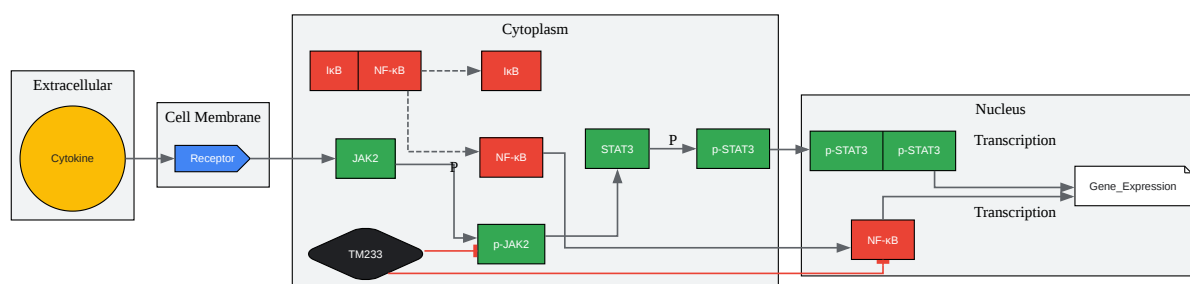 Cytoplasm
Extracellular
Cell Membrane
Nucleus
IκB
NF-κB
IκB
Cytokine
Receptor
JAK2
P
NF-κB
STAT3
P
p-STAT3
p-STAT3
p-STAT3
Transcription
Gene_Expression
Transcription
TM233
p-JAK2
NF-κB